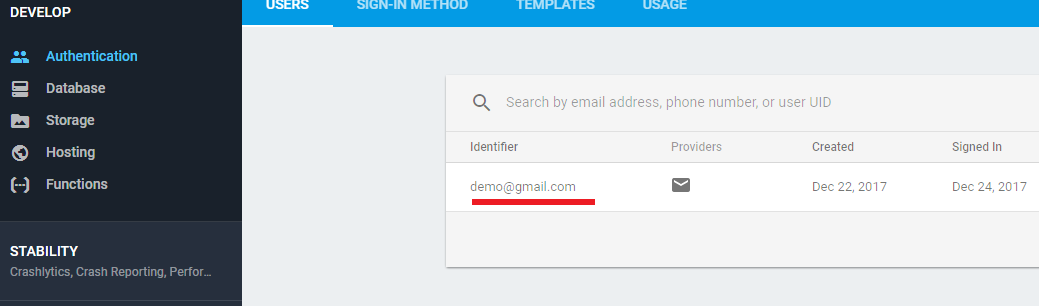 DEVELOP
Authentication
Database
Storage
Hosting
Functions
STABILITY
Crashlytics, Crash Reporting, Perfor...
USERS SIGN-IN METHOD TEMPLATES USAGE
Search by email address, phone number, or user UID
Identifier Providers Created Signed In
demo@gmail.com Dec 22, 2017 Dec 24, 2017